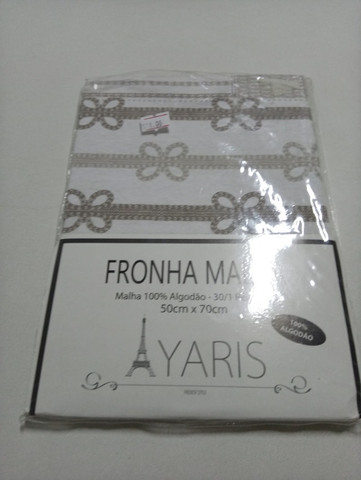 FRONHA MA
Malha 100% Algodão - 30/1
50cm x 70cm
100%
ALGODÃO
YARIS